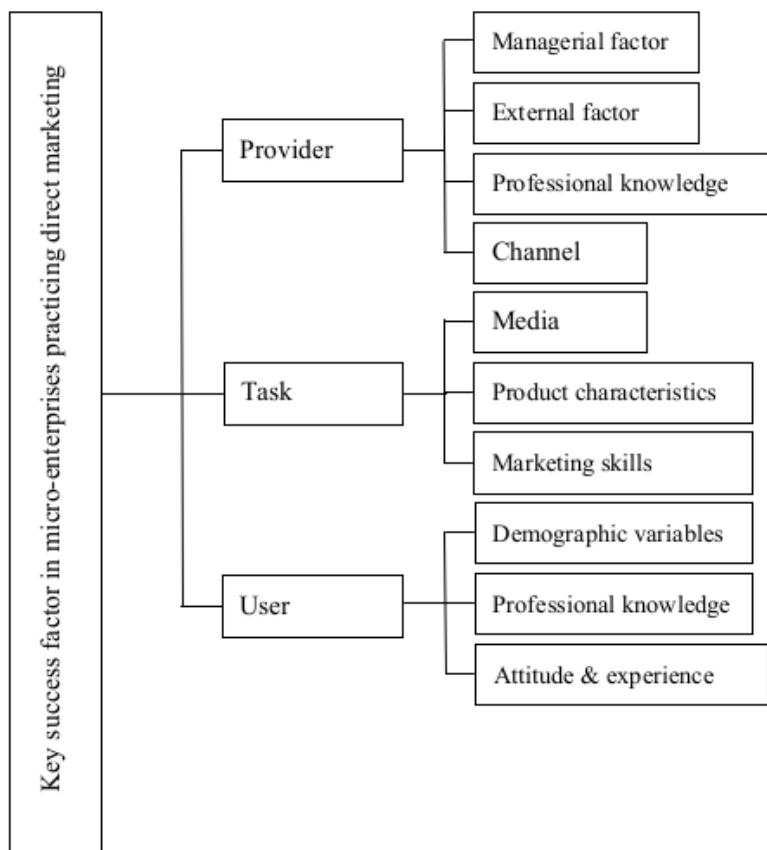 Key success factor in micro-enterprises practicing direct marketing
Provider
Managerial factor
External factor
Professional knowledge
Channel
Task
Media
Product characteristics
Marketing skills
User
Demographic variables
Professional knowledge
Attitude & experience